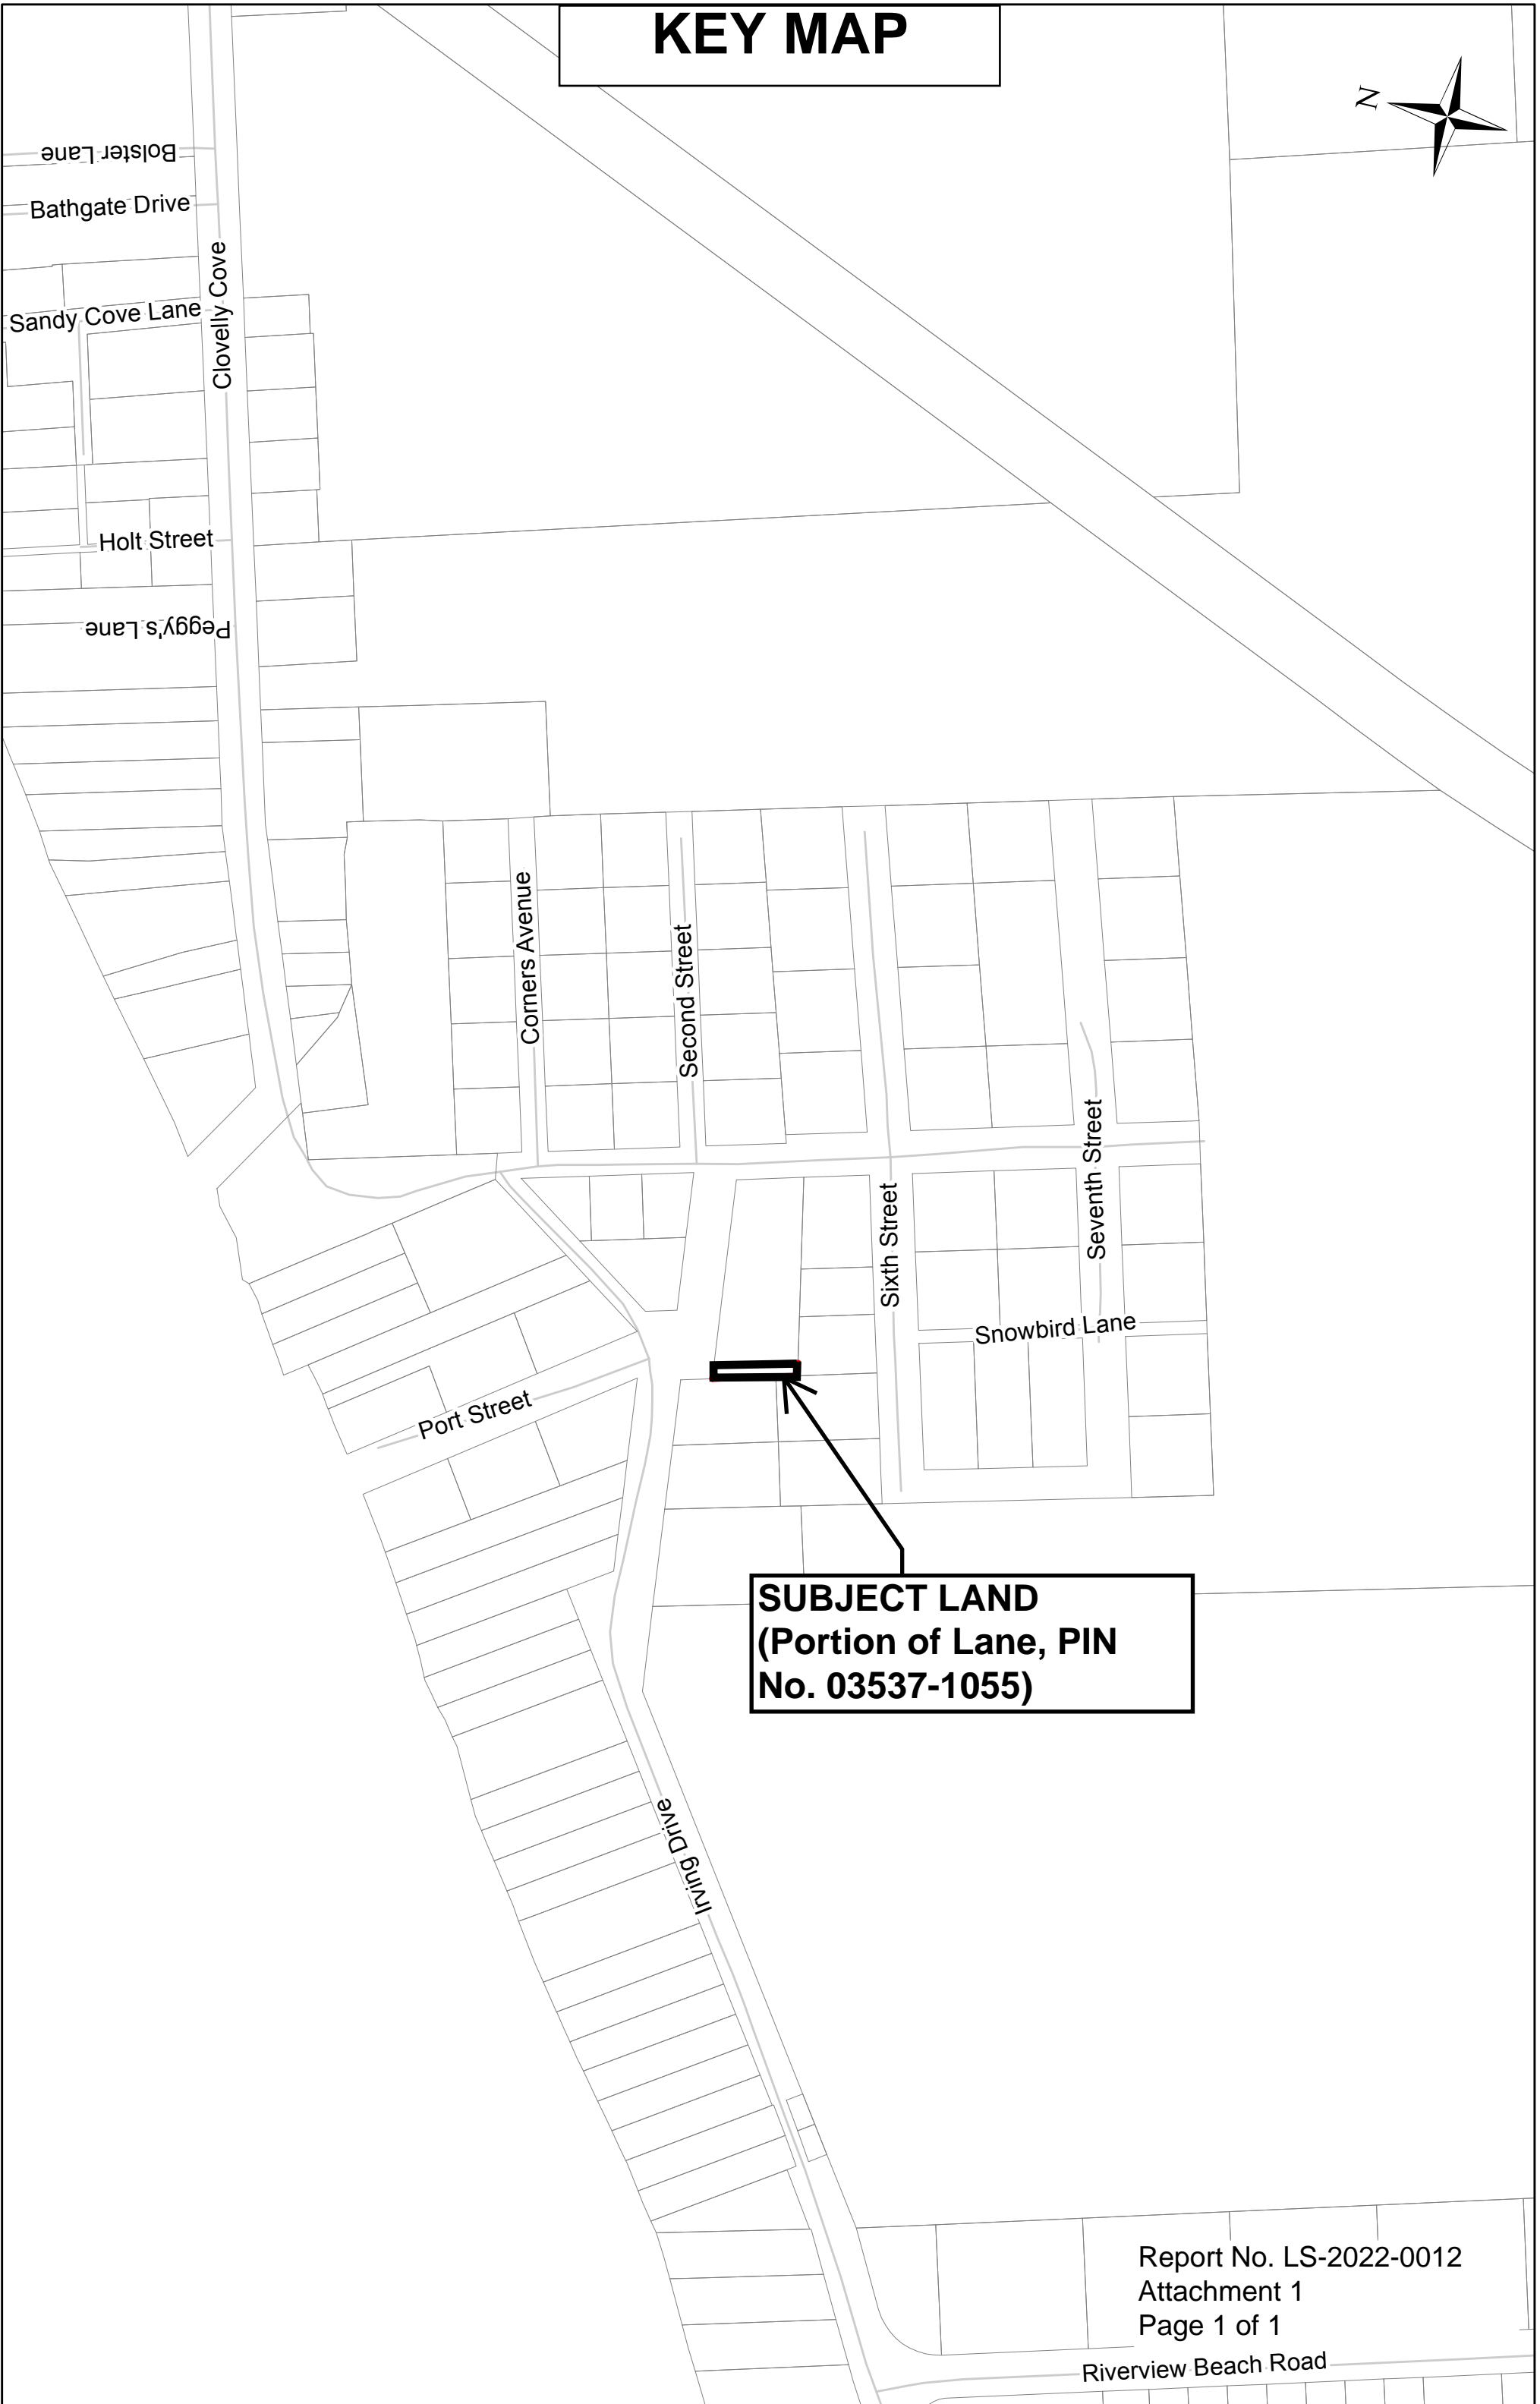 KEY MAP
N
Bolster Lane
Bathgate Drive
Clovelly Cove
Sandy Cove Lane
Holt Street
Peggy's Lane
Corners Avenue
Second Street
Sixth Street
Seventh Street
Snowbird Lane
Port Street
SUBJECT LAND
(Portion of Lane, PIN
No. 03537-1055)
Irving Drive
Report No. LS-2022-0012
Attachment 1
Page 1 of 1
Riverview Beach Road